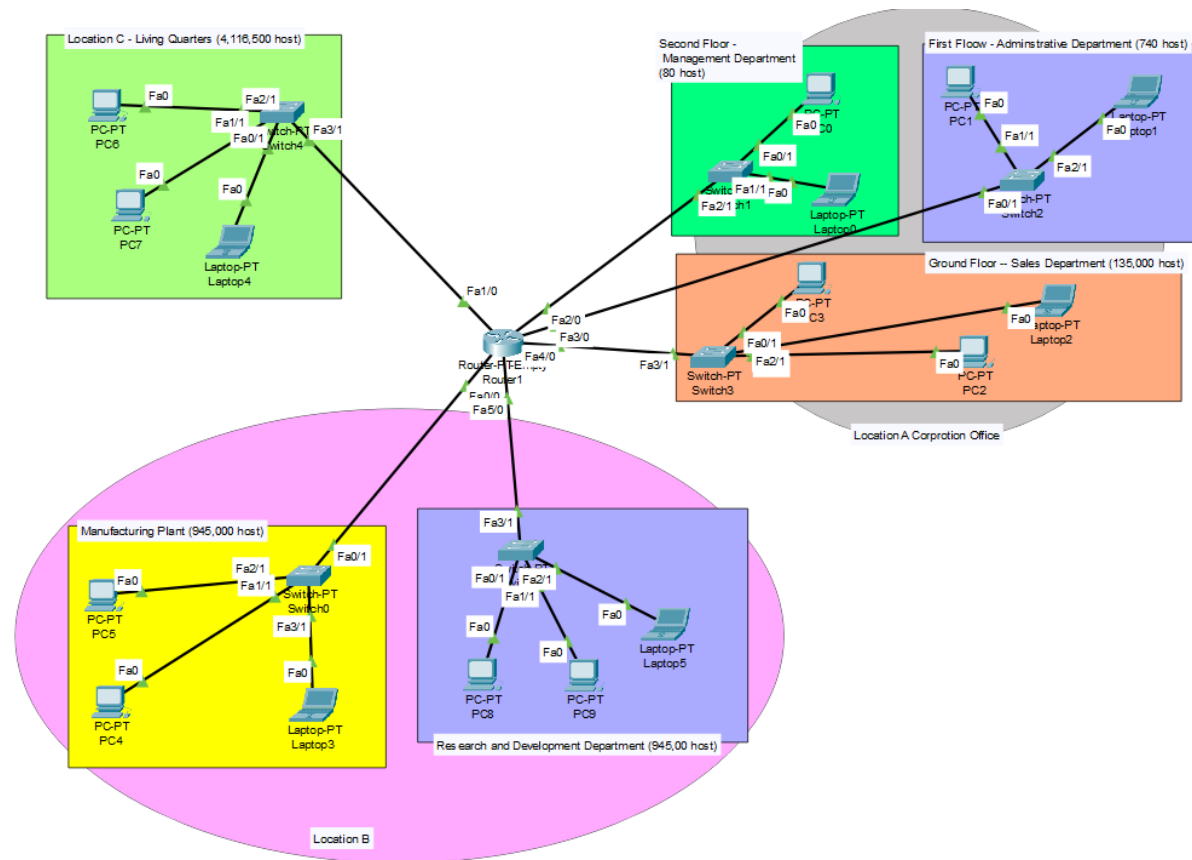 Location C - Living Quarters (4,116,500 host)
Fa0
Fa2/1
Fa1/1
Fa0/1
Fa3/1
PC-PT
PC6
Switch4
Fa0
Fa0
PC-PT
PC7
Laptop-PT
Laptop4
Second Floor -
Management Department
(80 host)
PC-PT
Fa0
Fa0/1
Fa1/1
Fa0
Fa2/1
Laptop-PT
Laptop0
First Floow - Adminstrative Department (740 host)
Fa0
PC1
Fa0
Fa1/1
Fa2/1
Fa0/1
Switch2
Ground Floor -- Sales Department (135,000 host)
Fa0
Fa0
Laptop2
Fa0/1
Fa2/1
Fa3/1
Fa0
Switch-PT
Switch3
PC-PT
PC2
Location A Corprotion Office
Fa1/0
Fa2/0
Fa3/0
Fa4/0
Router1
Fa0/0
Fa5/0
Manufacturing Plant (945,000 host)
Fa0/1
Fa2/1
Fa1/1
Fa0
Switch-PT
Switch0
PC-PT
PC5
Fa3/1
Fa0
Fa0
PC-PT
PC4
Laptop-PT
Laptop3
Fa3/1
Fa0/1
Fa2/1
Fa1/1
Fa0
Fa0
Fa0
Laptop-PT
Laptop5
PC-PT
PC8
PC-PT
PC9
Research and Development Department (945,00 host)
Location B